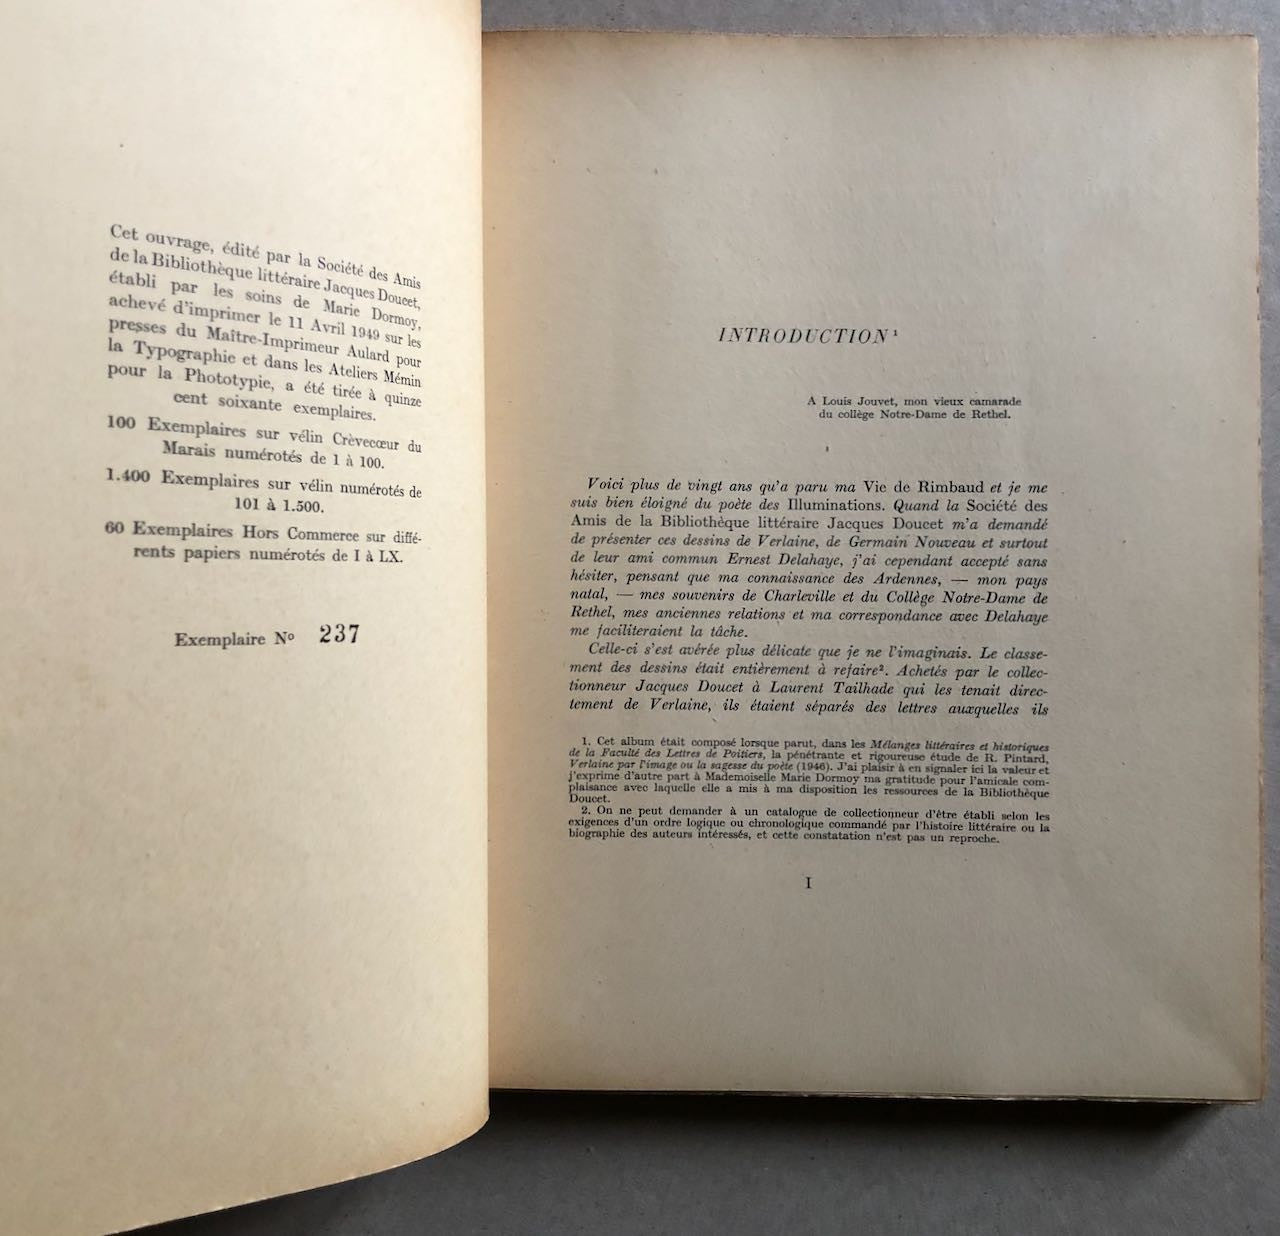 Cet ouvrage, édité par la Société des Amis
de la Bibliothèque littéraire Jacques Doucet,
établi par les soins de Marie Dormoy,
achevé d'imprimer le 11 Avril 1949 sur les
presses du Maître-Imprimeur Aulard pour
la Typographie et dans les Ateliers Mémin
pour la Phototypie, a été tirée à quinze
cent soixante exemplaires.
100 Exemplaires sur vélin Crèvecœur du
Marais numérotés de 1 à 100.
1.400 Exemplaires sur vélin numérotés de
101 à 1.500.
60 Exemplaires Hors Commerce sur diffé-
rents papiers numérotés de I à LX.
Exemplaire No 237
INTRODUCTION1
A Louis Jouvet, mon vieux camarade
du collège Notre-Dame de Rethel.
Voici plus de vingt ans qu'a paru ma Vie de Rimbaud et je me
suis bien éloigné du poète des Illuminations. Quand la Société des
Amis de la Bibliothèque littéraire Jacques Doucet m'a demandé
de présenter ces dessins de Verlaine, de Germain Nouveau et surtout
de leur ami commun Ernest Delahaye, j'ai cependant accepté sans
hésiter, pensant que ma connaissance des Ardennes, — mon pays
natal, — mes souvenirs de Charleville et du Collège Notre-Dame de
Rethel, mes anciennes relations et ma correspondance avec Delahaye
me faciliteraient la tâche.
Celle-ci s'est avérée plus délicate que je ne l'imaginais. Le classe-
ment des dessins était entièrement à refaire2. Achetés par le collec-
tionneur Jacques Doucet à Laurent Tailhade qui les tenait direc-
tement de Verlaine, ils étaient séparés des lettres auxquelles ils
1. Cet album était composé lorsque parut, dans les Mélanges littéraires et historiques
de la Faculté des Lettres de Poitiers, la pénétrante et rigoureuse étude de R. Pintard,
Verlaine par l'image ou la sagesse du poète (1946). J'ai plaisir à en signaler ici la valeur et
j'exprime d'autre part à Mademoiselle Marie Dormoy ma gratitude pour l'amicale com-
plaisance avec laquelle elle a mis à ma disposition les ressources de la Bibliothèque
Doucet.
2. On ne peut demander à un catalogue de collectionneur d'être établi selon les
exigences d'un ordre logique ou chronologique commandé par l'histoire littéraire ou la
biographie des auteurs intéressés, et cette constatation n'est pas un reproche.
I